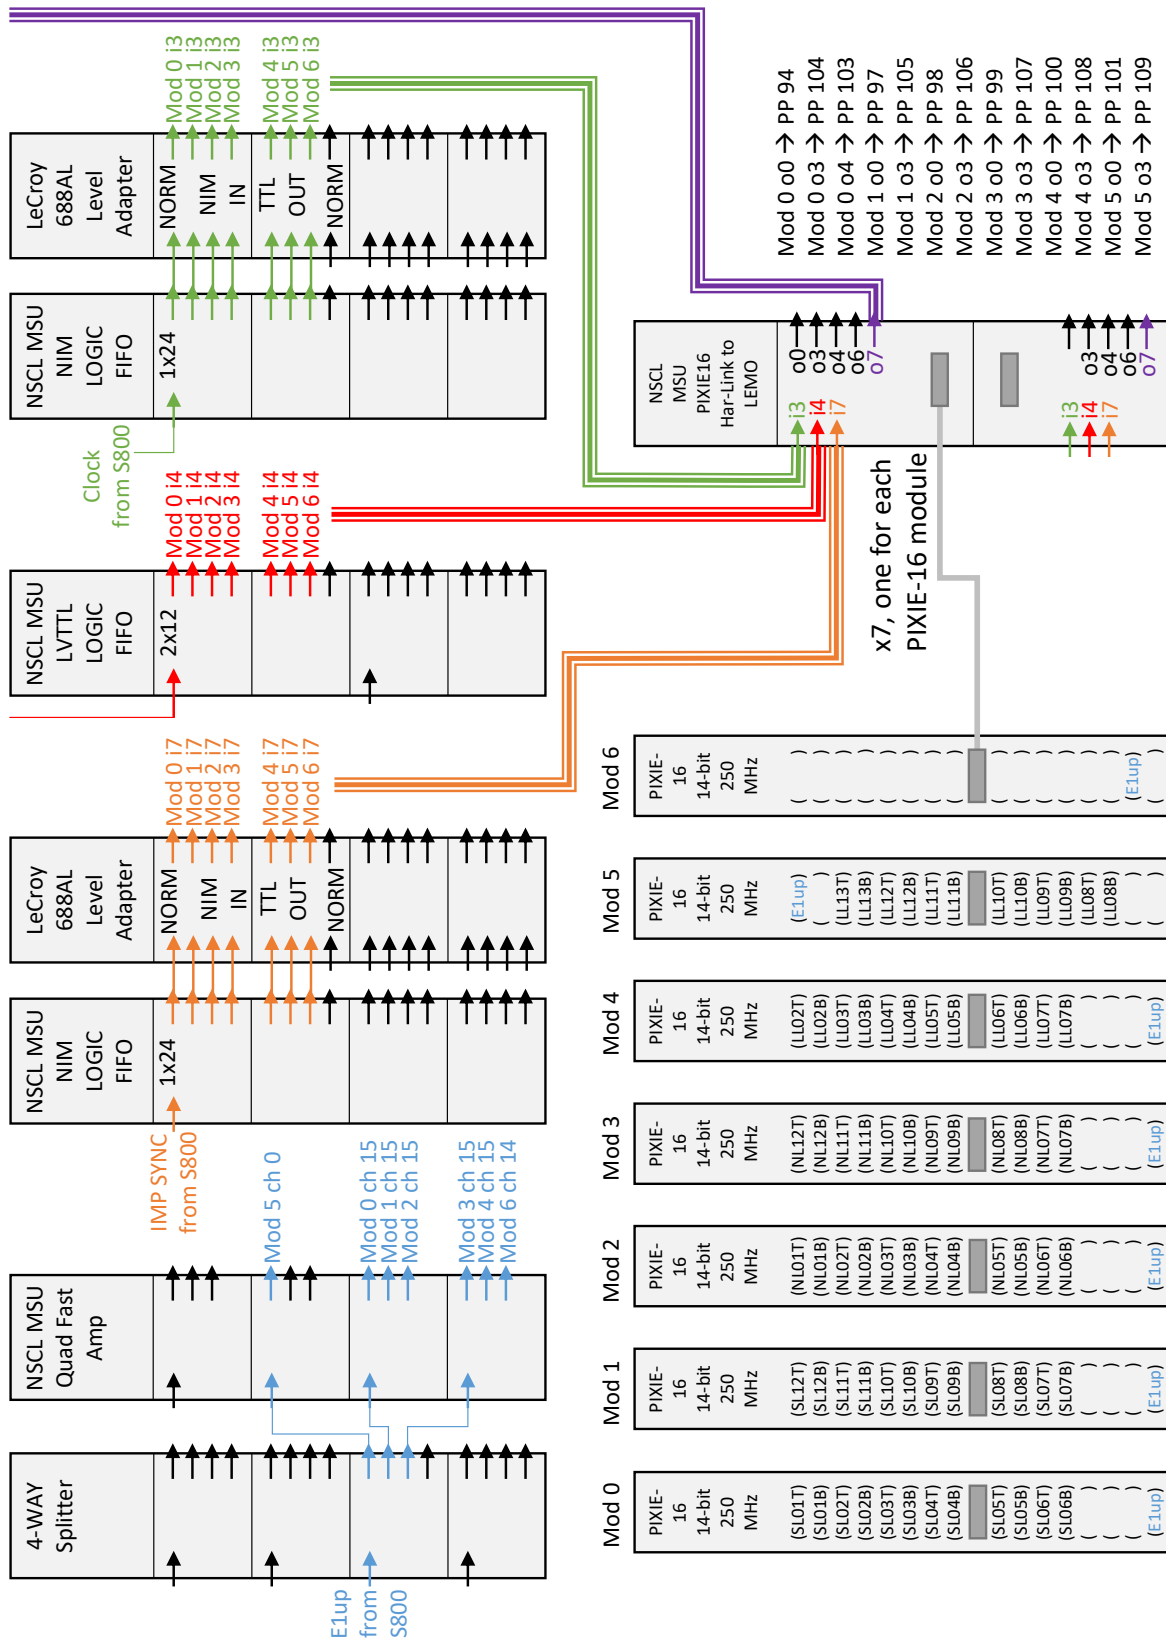 4-WAY
Splitter
E1up
from
S800
NSCL MSU
Quad Fast
Amp
Mod 5 ch 0
Mod 0 ch 15
Mod 1 ch 15
Mod 2 ch 15
Mod 3 ch 15
Mod 4 ch 15
Mod 6 ch 14
IMP SYNC
from S800
NSCL MSU
NIM
LOGIC
FIFO
1x24
LeCroy
688AL
Level
Adapter
NORM
NIM
IN
TTL
OUT
NORM
Mod 0 i7
Mod 1 i7
Mod 2 i7
Mod 3 i7
Mod 4 i7
Mod 5 i7
Mod 6 i7
NSCL MSU
LVTTL
LOGIC
FIFO
2x12
Mod 0 i4
Mod 1 i4
Mod 2 i4
Mod 3 i4
Mod 4 i4
Mod 5 i4
Mod 6 i4
Clock
from S800
NSCL MSU
NIM
LOGIC
FIFO
1x24
LeCroy
688AL
Level
Adapter
NORM
NIM
IN
TTL
OUT
NORM
Mod 0 i3
Mod 1 i3
Mod 2 i3
Mod 3 i3
Mod 4 i3
Mod 5 i3
Mod 6 i3
Mod 0
PIXIE-
16
14-bit
250
MHz
(SL01T)
(SL01B)
(SL02T)
(SL02B)
(SL03T)
(SL03B)
(SL04T)
(SL04B)
(SL05T)
(SL05B)
(SL06T)
(SL06B)
( )
( )
( )
(E1up)
Mod 1
PIXIE-
16
14-bit
250
MHz
(SL12T)
(SL12B)
(SL11T)
(SL11B)
(SL10T)
(SL10B)
(SL09T)
(SL09B)
(SL08T)
(SL08B)
(SL07T)
(SL07B)
( )
( )
( )
(E1up)
Mod 2
PIXIE-
16
14-bit
250
MHz
(NL01T)
(NL01B)
(NL02T)
(NL02B)
(NL03T)
(NL03B)
(NL04T)
(NL04B)
(NL05T)
(NL05B)
(NL06T)
(NL06B)
( )
( )
( )
(E1up)
Mod 3
PIXIE-
16
14-bit
250
MHz
(NL12T)
(NL12B)
(NL11T)
(NL11B)
(NL10T)
(NL10B)
(NL09T)
(NL09B)
(NL08T)
(NL08B)
(NL07T)
(NL07B)
( )
( )
( )
(E1up)
Mod 4
PIXIE-
16
14-bit
250
MHz
(LL02T)
(LL02B)
(LL03T)
(LL03B)
(LL04T)
(LL04B)
(LL05T)
(LL05B)
(LL06T)
(LL06B)
(LL07T)
(LL07B)
( )
( )
( )
(E1up)
Mod 5
PIXIE-
16
14-bit
250
MHz
(E1up)
( )
(LL13T)
(LL13B)
(LL12T)
(LL12B)
(LL11T)
(LL11B)
(LL10T)
(LL10B)
(LL09T)
(LL09B)
(LL08T)
(LL08B)
( )
( )
Mod 6
PIXIE-
16
14-bit
250
MHz
( )
( )
( )
( )
( )
( )
( )
( )
( )
( )
( )
( )
( )
( )
(E1up)
( )
x7, one for each
PIXIE-16 module
NSCL
MSU
PIXIE16
Har-Link to
LEMO
i3 o0
i4 o3
i7 o4
o6
o7
i3
i4 o3
i7 o4
o6
o7
Mod 0 o0 → PP 94
Mod 0 o3 → PP 104
Mod 0 o4 → PP 103
Mod 1 o0 → PP 97
Mod 1 o3 → PP 105
Mod 2 o0 → PP 98
Mod 2 o3 → PP 106
Mod 3 o0 → PP 99
Mod 3 o3 → PP 107
Mod 4 o0 → PP 100
Mod 4 o3 → PP 108
Mod 5 o0 → PP 101
Mod 5 o3 → PP 109